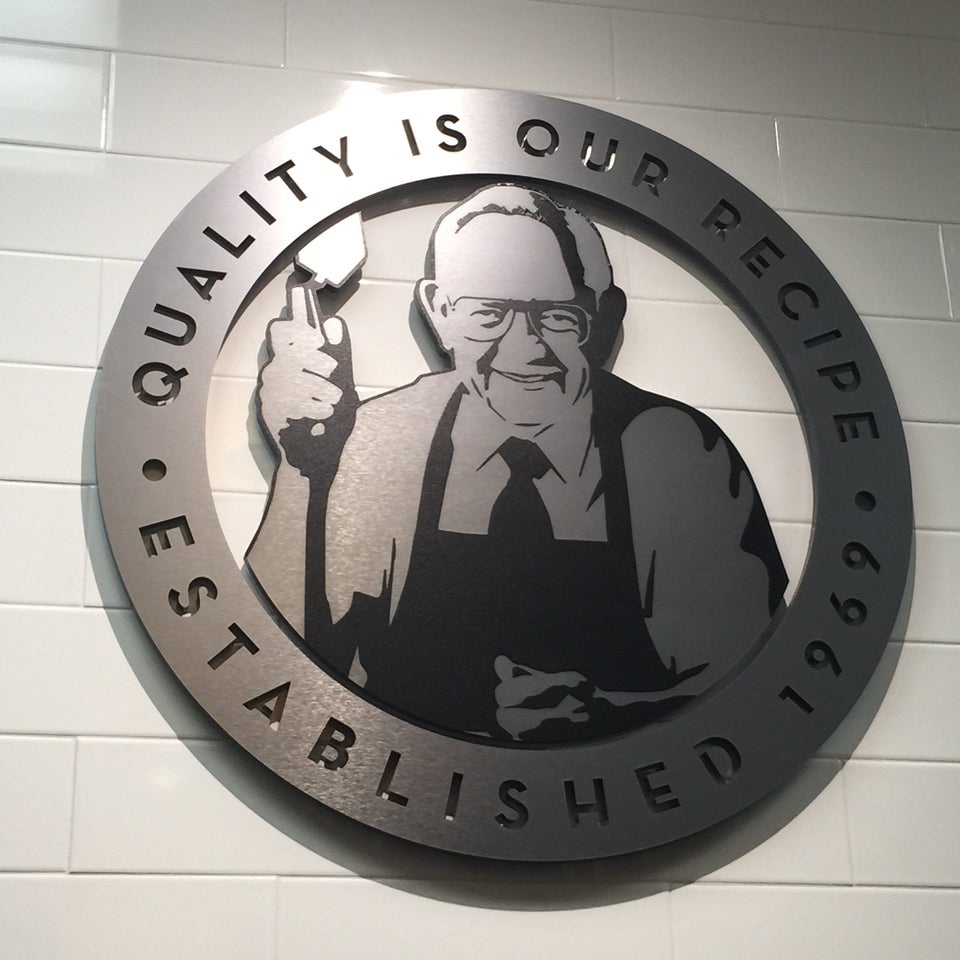 QUALITY IS OUR RECIPE
ESTABLISHED 1969